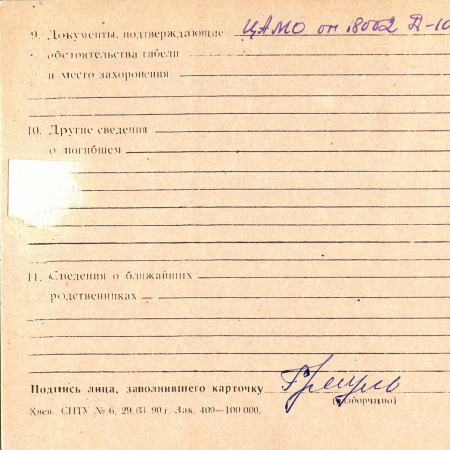 9. Документы, подтверждающие ЦАМО оп 18002 Д-10
обстоятельства гибели
и место захоронения
10. Другие сведения
о погибшем
11. Сведения о ближайших
родственниках
Подпись лица, заполнившего карточку
(разборчиво)
Киев. СПТУ № 6, 29.03.90 г. Зак. 409—100 000.